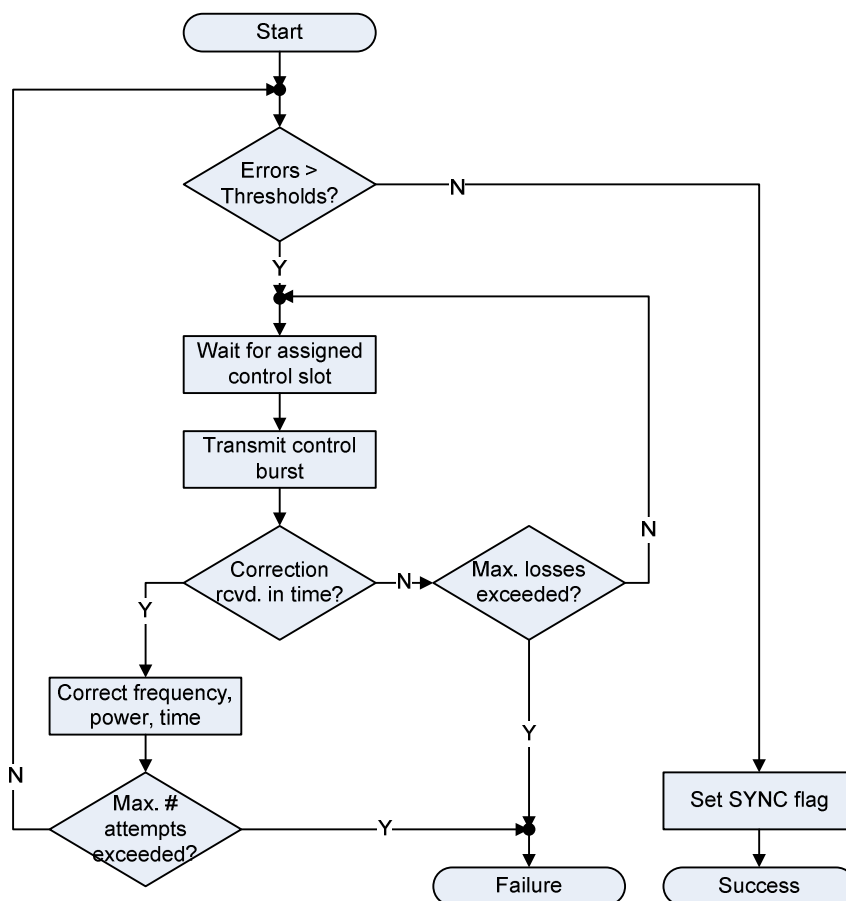 Start
Errors >
Thresholds?
N
Y
Wait for assigned
control slot
Transmit control
burst
N
Correction
rcvd. in time?
N
Max. losses
exceeded?
Y
Correct frequency,
power, time
Y
N
Max. #
attempts
exceeded?
Y
Set SYNC flag
Failure
Success